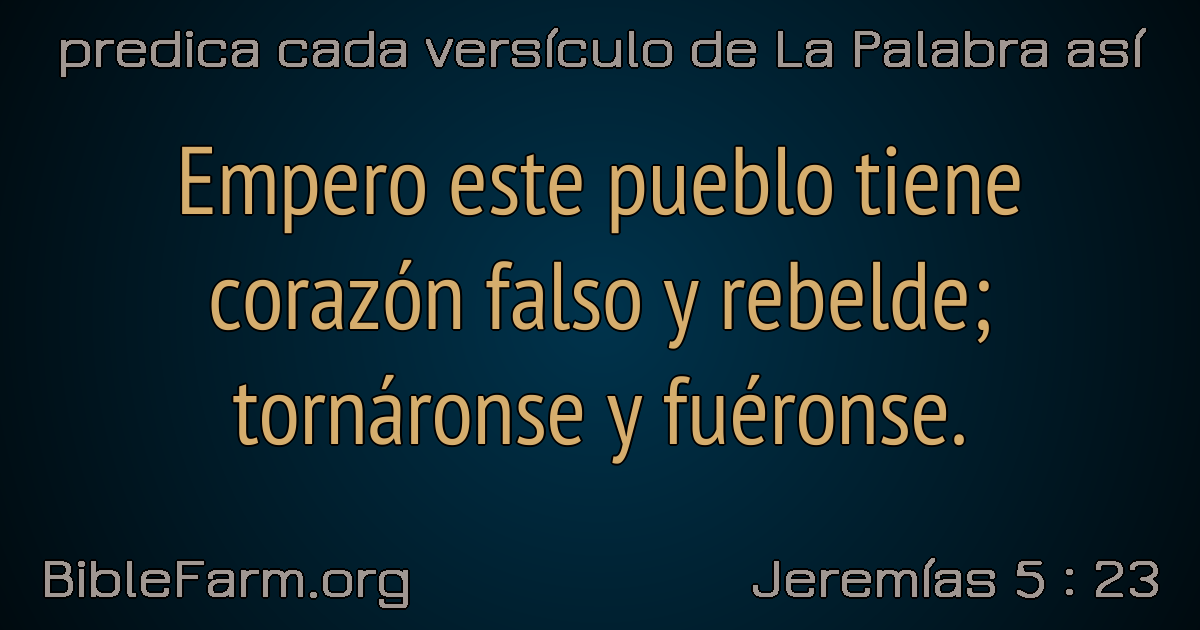 predica cada versículo de La Palabra así
Empero este pueblo tiene
corazón falso y rebelde;
tornáronse y fuéronse.
BibleFarm.org
Jeremías 5 : 23